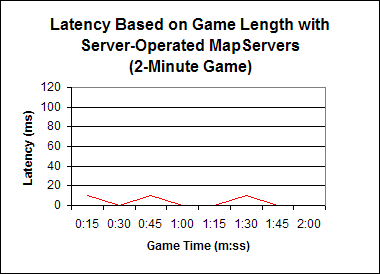 Latency Based on Game Length with
Server-Operated MapServers
(2-Minute Game)
120
100
80
60
40
20
0
Latency (ms)
0:15 0:30 0:45 1:00 1:15 1:30 1:45 2:00
Game Time (m:ss)